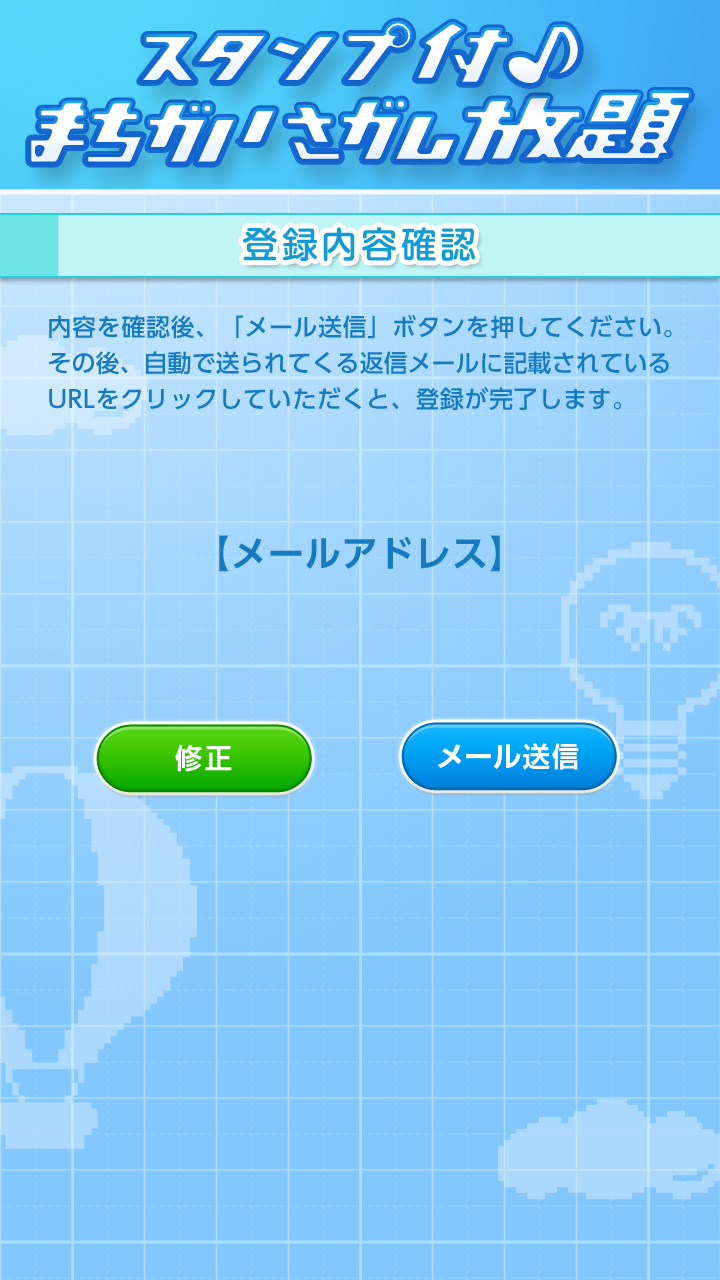 スタンプ付♪
まちがいさがし放題
登録内容確認
内容を確認後、「メール送信」ボタンを押してください。
その後、自動で送られてくる返信メールに記載されている
URLをクリックしていただくと、登録が完了します。
【メールアドレス】
修正
メール送信